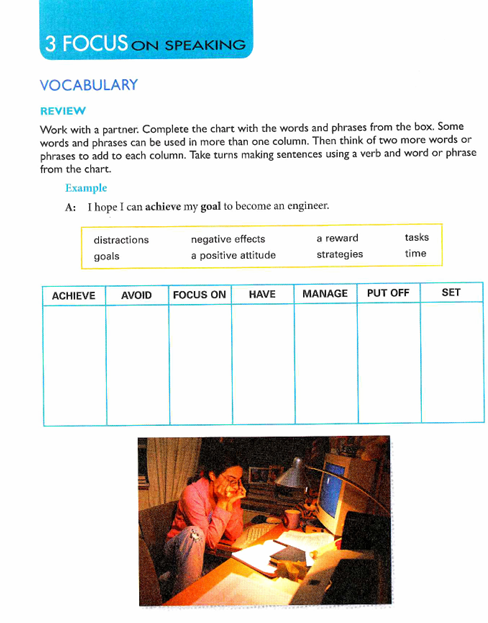 3 FOCUS ON SPEAKING
VOCABULARY
REVIEW
Work with a partner. Complete the chart with the words and phrases from the box. Some
words and phrases can be used in more than one column. Then think of two more words or
phrases to add to each column. Take turns making sentences using a verb and word or phrase
from the chart.
Example
A: I hope I can achieve my goal to become an engineer.
distractions negative effects a reward tasks
goals a positive attitude strategies time
ACHIEVE AVOID FOCUS ON HAVE MANAGE PUT OFF SET